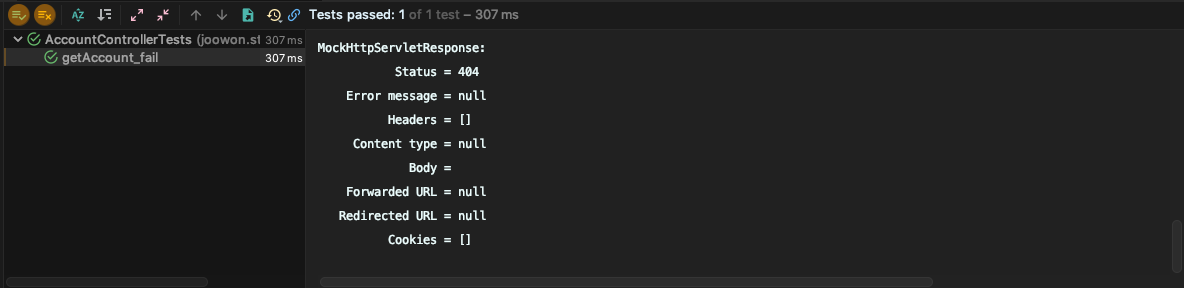 Tests passed: 1 of 1 test – 307 ms
AccountControllerTests (joowon.st 307 ms
getAccount_fail 307 ms
MockHttpServletResponse:
Status = 404
Error message = null
Headers = []
Content type = null
Body =
Forwarded URL = null
Redirected URL = null
Cookies = []